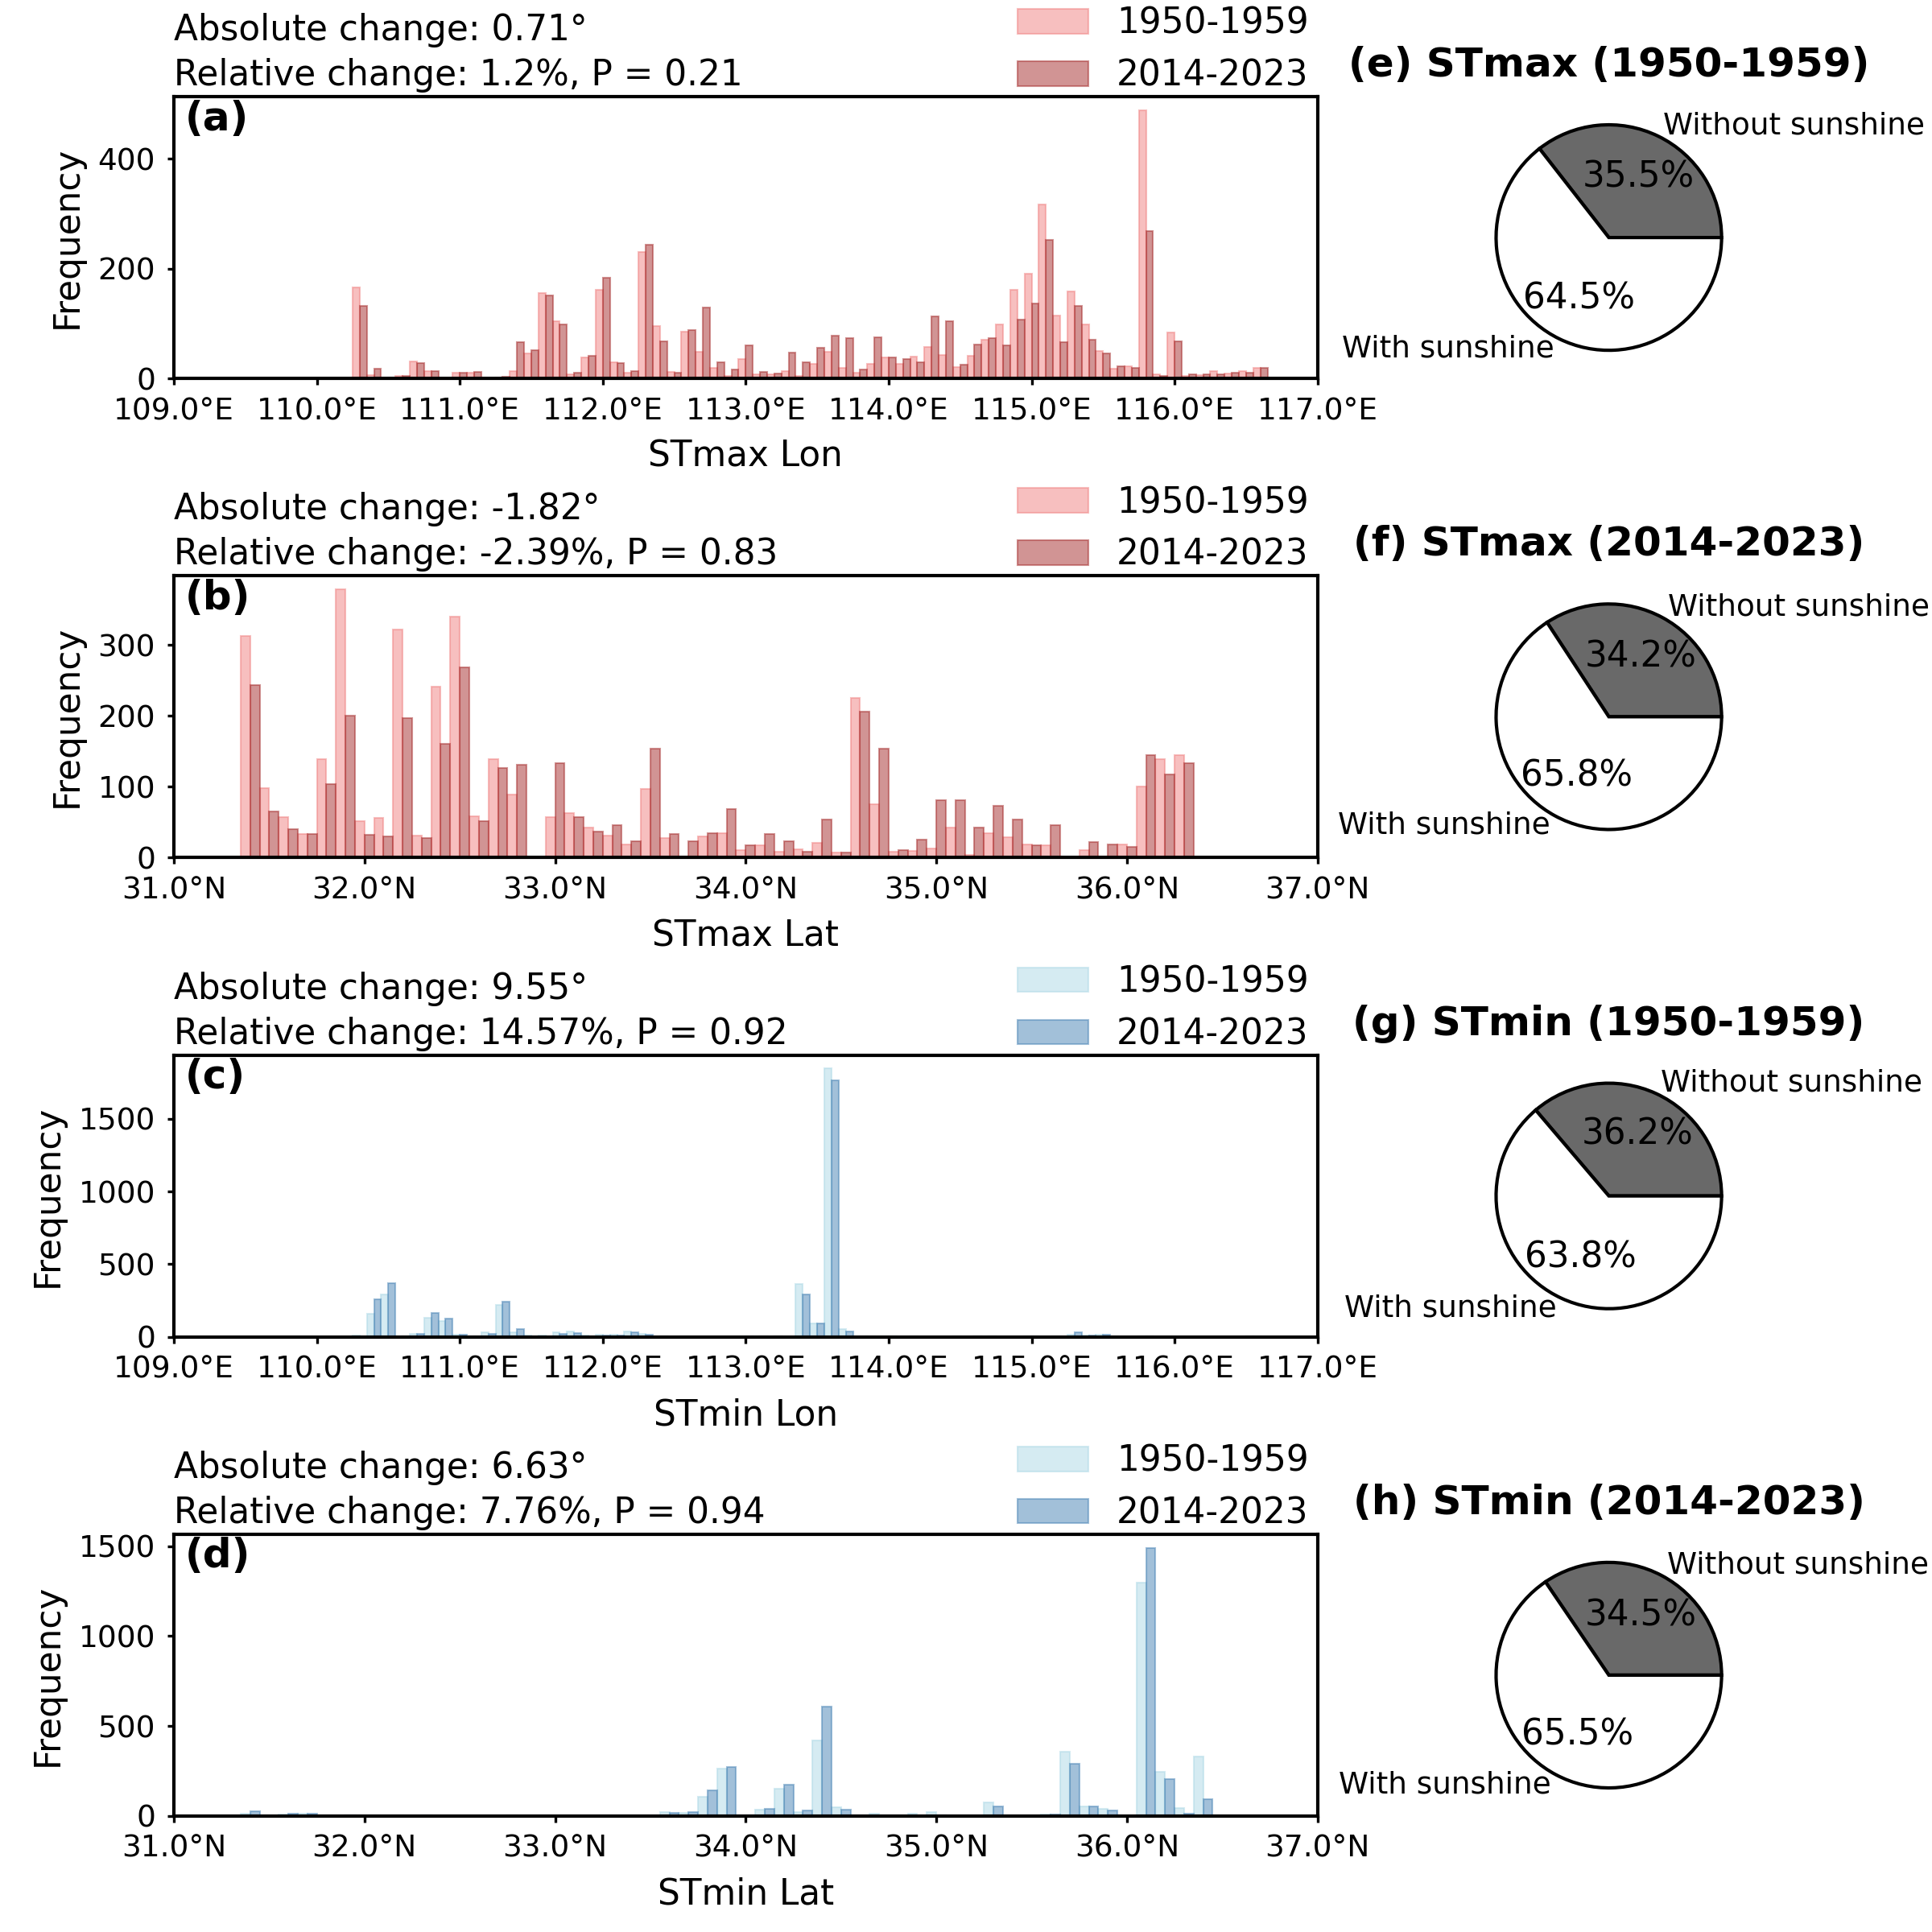 Absolute change: 0.71°
Relative change: 1.2%, P = 0.21
1950-1959
2014-2023
(a)
Frequency
400
200
0
109.0°E 110.0°E 111.0°E 112.0°E 113.0°E 114.0°E 115.0°E 116.0°E 117.0°E
STmax Lon
(e) STmax (1950-1959)
Without sunshine
35.5%
64.5%
With sunshine
Absolute change: -1.82°
Relative change: -2.39%, P = 0.83
1950-1959
2014-2023
(b)
Frequency
300
200
100
0
31.0°N 32.0°N 33.0°N 34.0°N 35.0°N 36.0°N 37.0°N
STmax Lat
(f) STmax (2014-2023)
Without sunshine
34.2%
65.8%
With sunshine
Absolute change: 9.55°
Relative change: 14.57%, P = 0.92
1950-1959
2014-2023
(c)
Frequency
1500
1000
500
0
109.0°E 110.0°E 111.0°E 112.0°E 113.0°E 114.0°E 115.0°E 116.0°E 117.0°E
STmin Lon
(g) STmin (1950-1959)
Without sunshine
36.2%
63.8%
With sunshine
Absolute change: 6.63°
Relative change: 7.76%, P = 0.94
1950-1959
2014-2023
(d)
Frequency
1500
1000
500
0
31.0°N 32.0°N 33.0°N 34.0°N 35.0°N 36.0°N 37.0°N
STmin Lat
(h) STmin (2014-2023)
Without sunshine
34.5%
65.5%
With sunshine